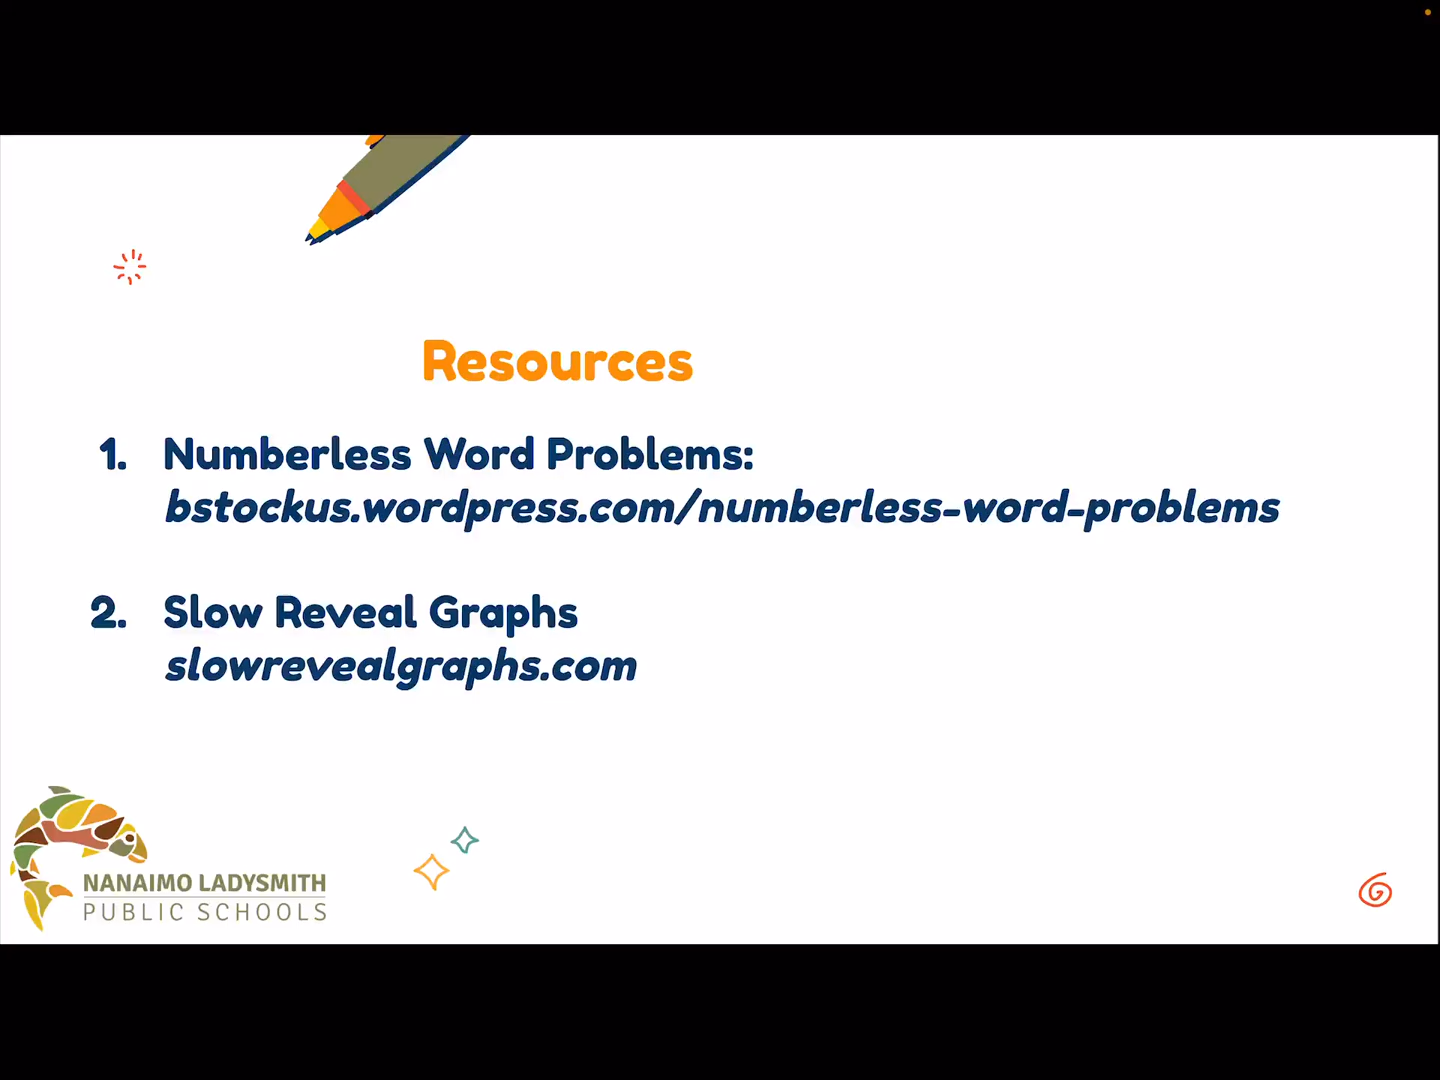 Resources
1. Numberless Word Problems:
bstockus.wordpress.com/numberless-word-problems
2. Slow Reveal Graphs
slowrevealgraphs.com
NANAIMO LADYSMITH
PUBLIC SCHOOLS